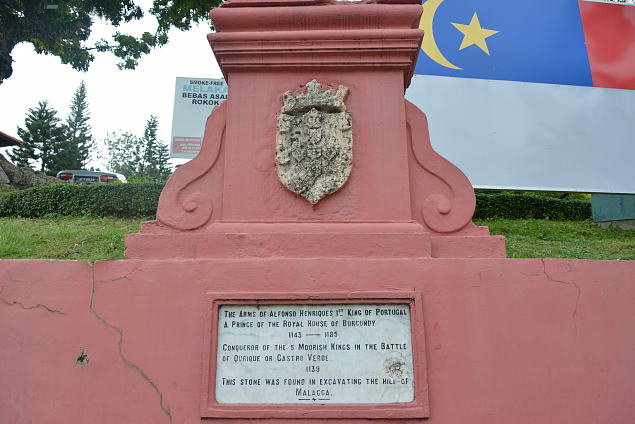 SMOKE-FREE
MELAKA
BEBAS ASAP
ROKOK
THE ARMS OF ALFONSO HENRIQUES 1ST KING OF PORTUGAL
A PRINCE OF THE ROYAL HOUSE OF BURGUNDY
1143 — 1185
CONQUEROR OF THE 5 MOORISH KINGS IN THE BATTLE
OF OURIQUE OR CASTRO VERDE
1139
THIS STONE WAS FOUND IN EXCAVATING THE HILL OF
MALACCA.